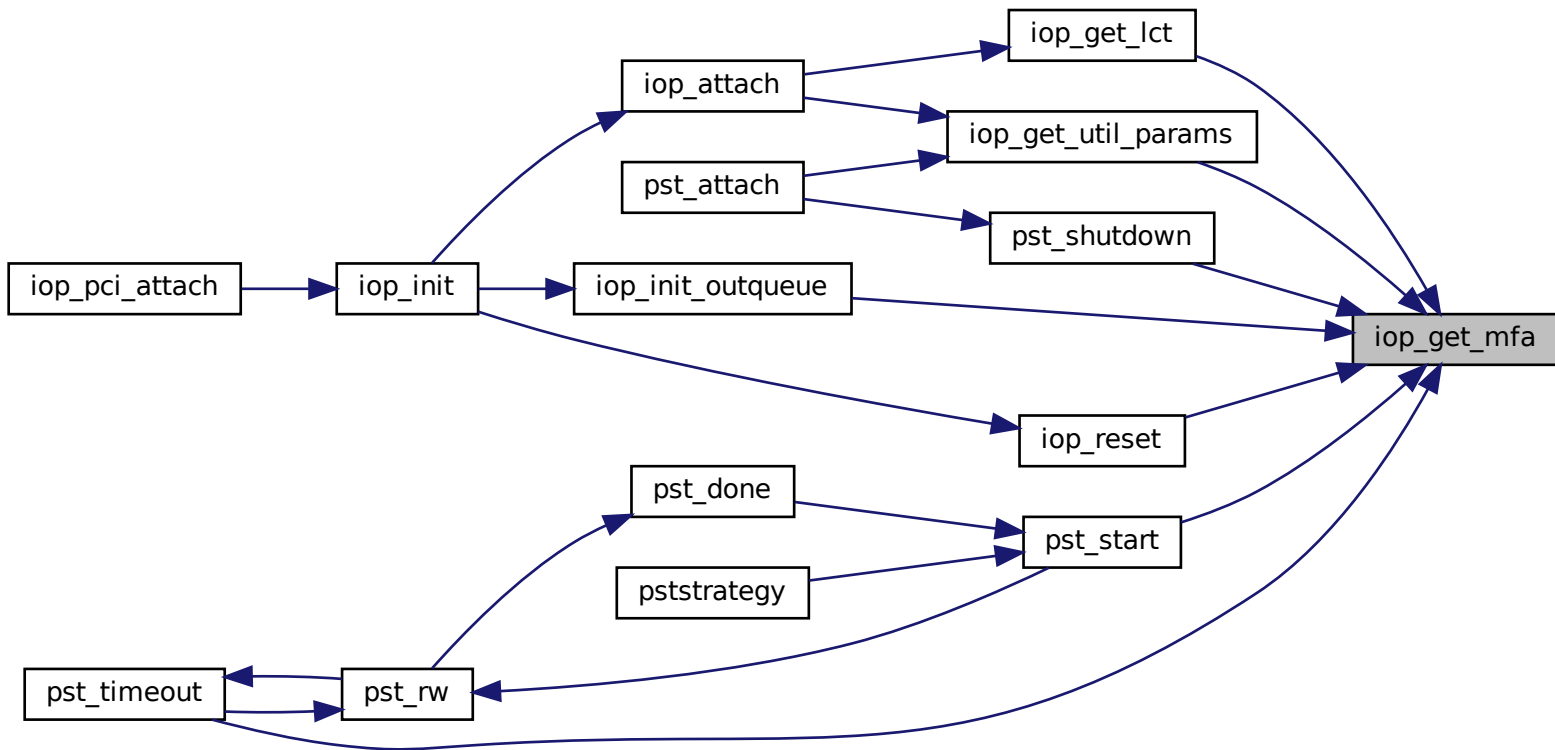 iop_get_lct
iop_attach
iop_get_util_params
pst_attach
pst_shutdown
iop_pci_attach
iop_init
iop_init_outqueue
iop_get_mfa
iop_reset
pst_done
pst_start
pststrategy
pst_timeout
pst_rw